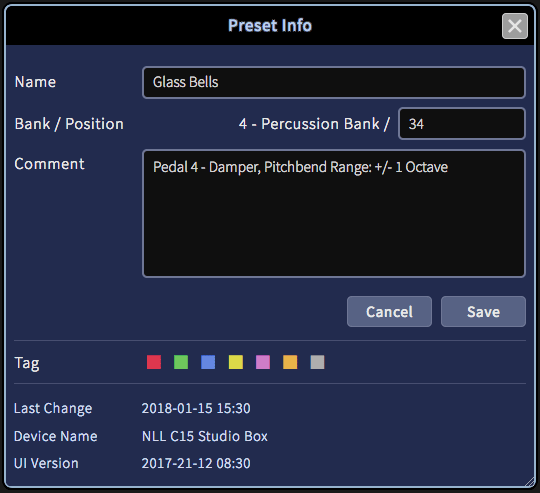 Preset Info
Name Glass Bells
Bank / Position 4 - Percussion Bank / 34
Comment Pedal 4 - Damper, Pitchbend Range: +/- 1 Octave
Cancel Save
Tag
Last Change 2018-01-15 15:30
Device Name NLL C15 Studio Box
UI Version 2017-21-12 08:30